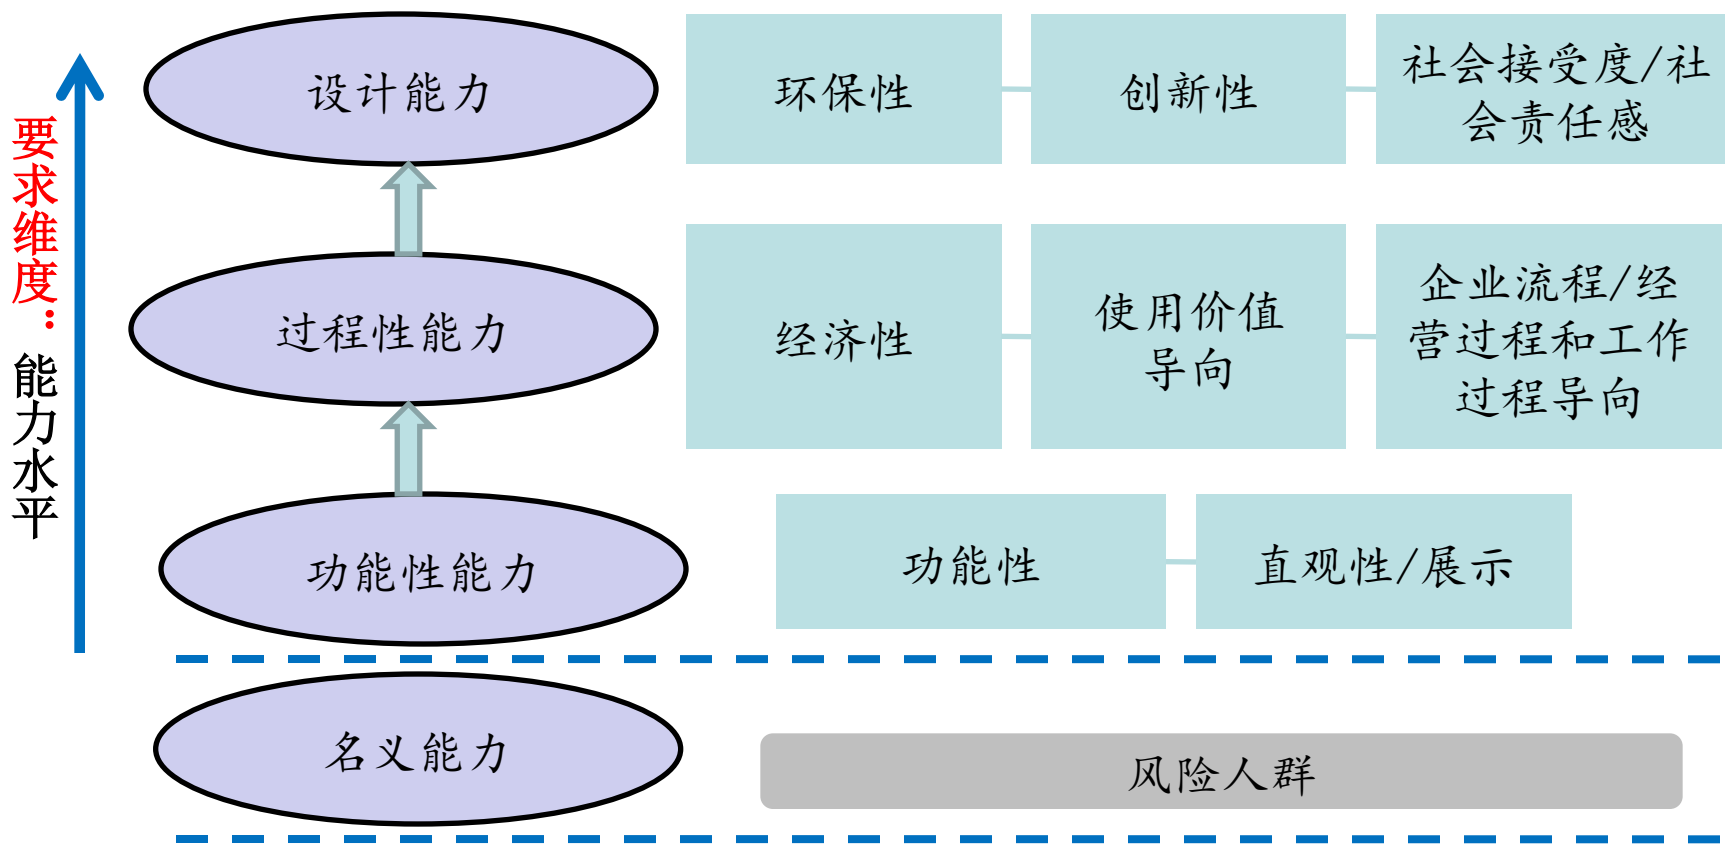 要求维度：能力水平
设计能力
环保性
创新性
社会接受度/社
会责任感
过程性能力
经济性
使用价值
导向
企业流程/经
营过程和工作
过程导向
功能性能力
功能性
直观性/展示
名义能力
风险人群